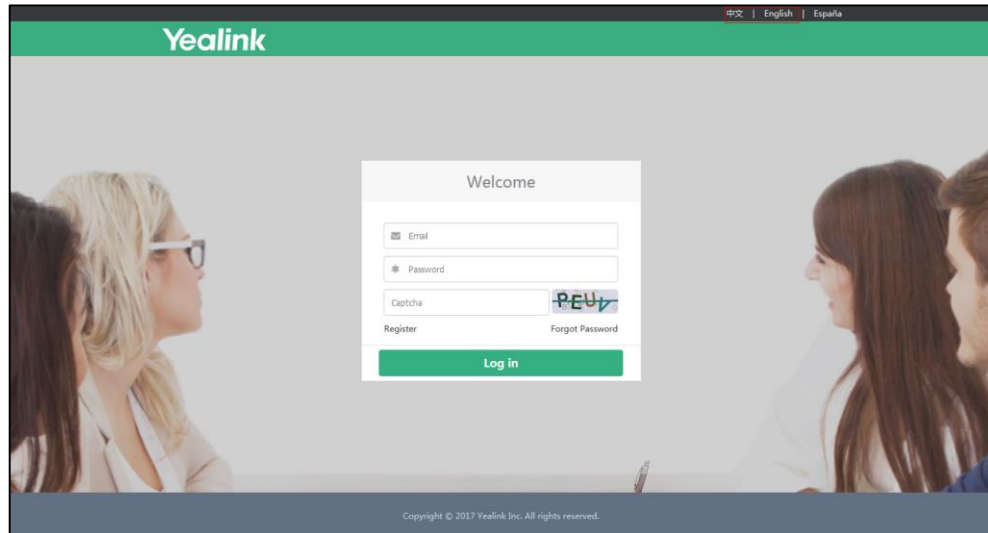 中文 | English | España
Yealink
Welcome
Email
Password
Captcha
PEU
Register Forgot Password
Log in
Copyright © 2017 Yealink Inc. All rights reserved.